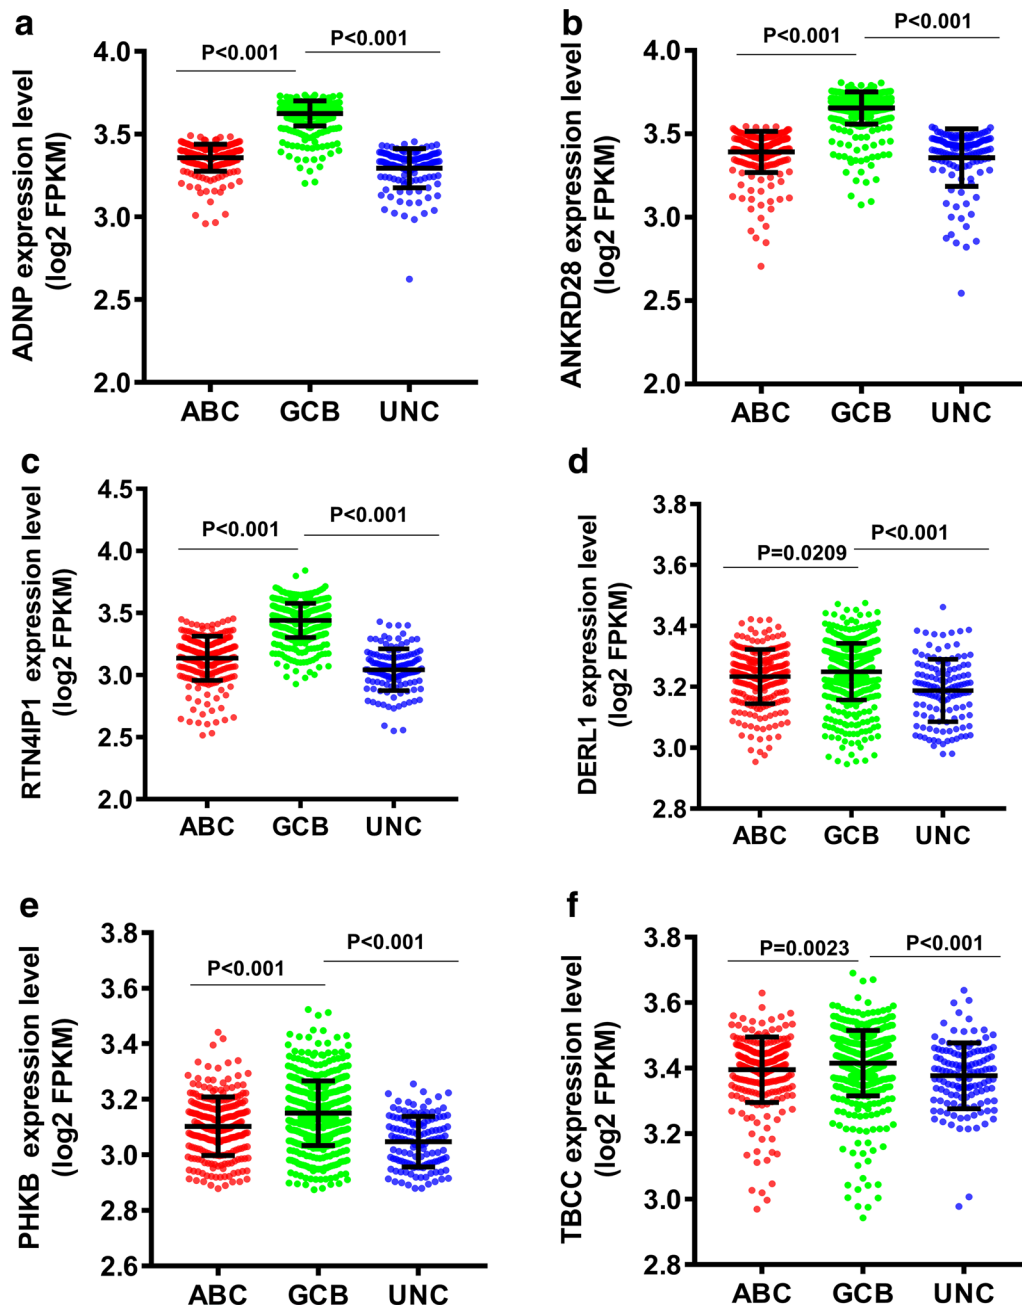 a
P<0.001
P<0.001
4.0
3.5
3.0
2.5
2.0
ADNP expression level
(log2 FPKM)
ABC GCB UNC
b
P<0.001
P<0.001
4.0
3.5
3.0
2.5
2.0
ANKRD28 expression level
(log2 FPKM)
ABC GCB UNC
c
P<0.001
P<0.001
4.5
4.0
3.5
3.0
2.5
2.0
RTN4IP1 expression level
(log2 FPKM)
ABC GCB UNC
d
P=0.0209
P<0.001
3.8
3.6
3.4
3.2
3.0
2.8
DERL1 expression level
(log2 FPKM)
ABC GCB UNC
e
P<0.001
P<0.001
3.8
3.6
3.4
3.2
3.0
2.8
2.6
PHKB expression level
(log2 FPKM)
ABC GCB UNC
f
P=0.0023
P<0.001
3.8
3.6
3.4
3.2
3.0
2.8
TBCC expression level
(log2 FPKM)
ABC GCB UNC